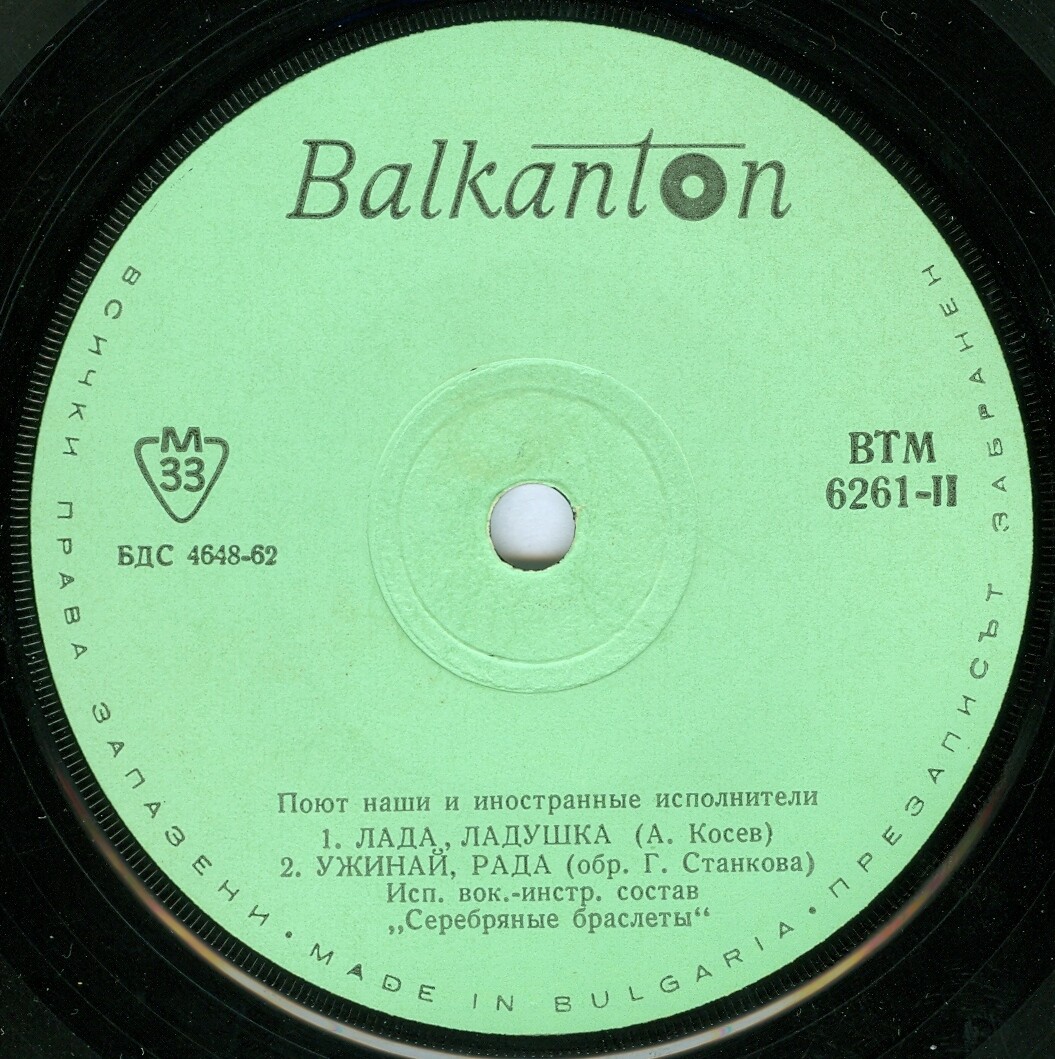 Balkanton
ВСИЧКИ ПРАВА ЗАПАЗЕНИ • MADE IN BULGARIA • ПРЕЗАПИСЪТ ЗАБРАНЕН
М
33
БДС 4648-62
ВТМ
6261-II
Поют наши и иностранные исполнители
1. ЛАДА, ЛАДУШКА (А. Косев)
2. УЖИНАЙ, РАДА (обр. Г. Станкова)
Исп. вок.-инстр. состав
„Серебряные браслеты“